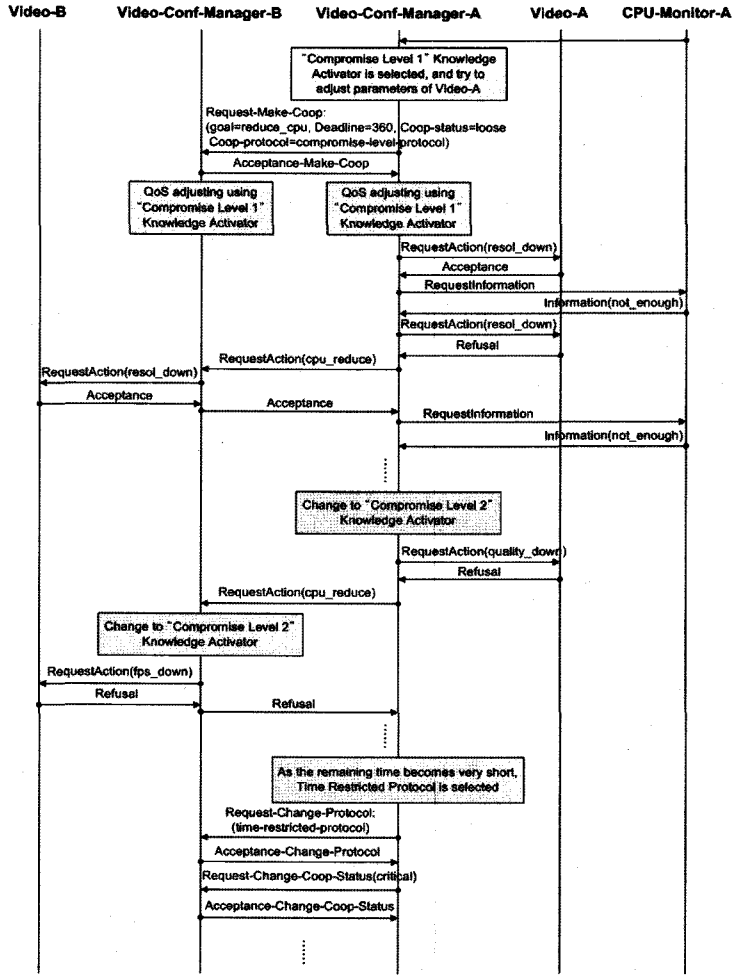 Video-B Video-Conf-Manager-B Video-Conf-Manager-A Video-A CPU-Monitor-A
"Compromise Level 1" Knowledge
Activator is selected, and try to
adjust parameters of Video-A
Request-Make-Coop:
(goal=reduce_cpu, Deadline=360, Coop-status=loose
Coop-protocol=compromise-level-protocol)
Acceptance-Make-Coop
QoS adjusting using
"Compromise Level 1"
Knowledge Activator
QoS adjusting using
"Compromise Level 1"
Knowledge Activator
RequestAction(resol_down)
Acceptance
RequestInformation
Information(not_enough)
RequestAction(resol_down)
Refusal
RequestAction(cpu_reduce)
RequestAction(resol_down)
Acceptance
Acceptance
RequestInformation
Information(not_enough)
Change to "Compromise Level 2"
Knowledge Activator
RequestAction(quality_down)
Refusal
RequestAction(cpu_reduce)
Change to "Compromise Level 2"
Knowledge Activator
RequestAction(fps_down)
Refusal
Refusal
As the remaining time becomes very short,
Time Restricted Protocol is selected
Request-Change-Protocol:
(time-restricted-protocol)
Acceptance-Change-Protocol
Request-Change-Coop-Status(critical)
Acceptance-Change-Coop-Status